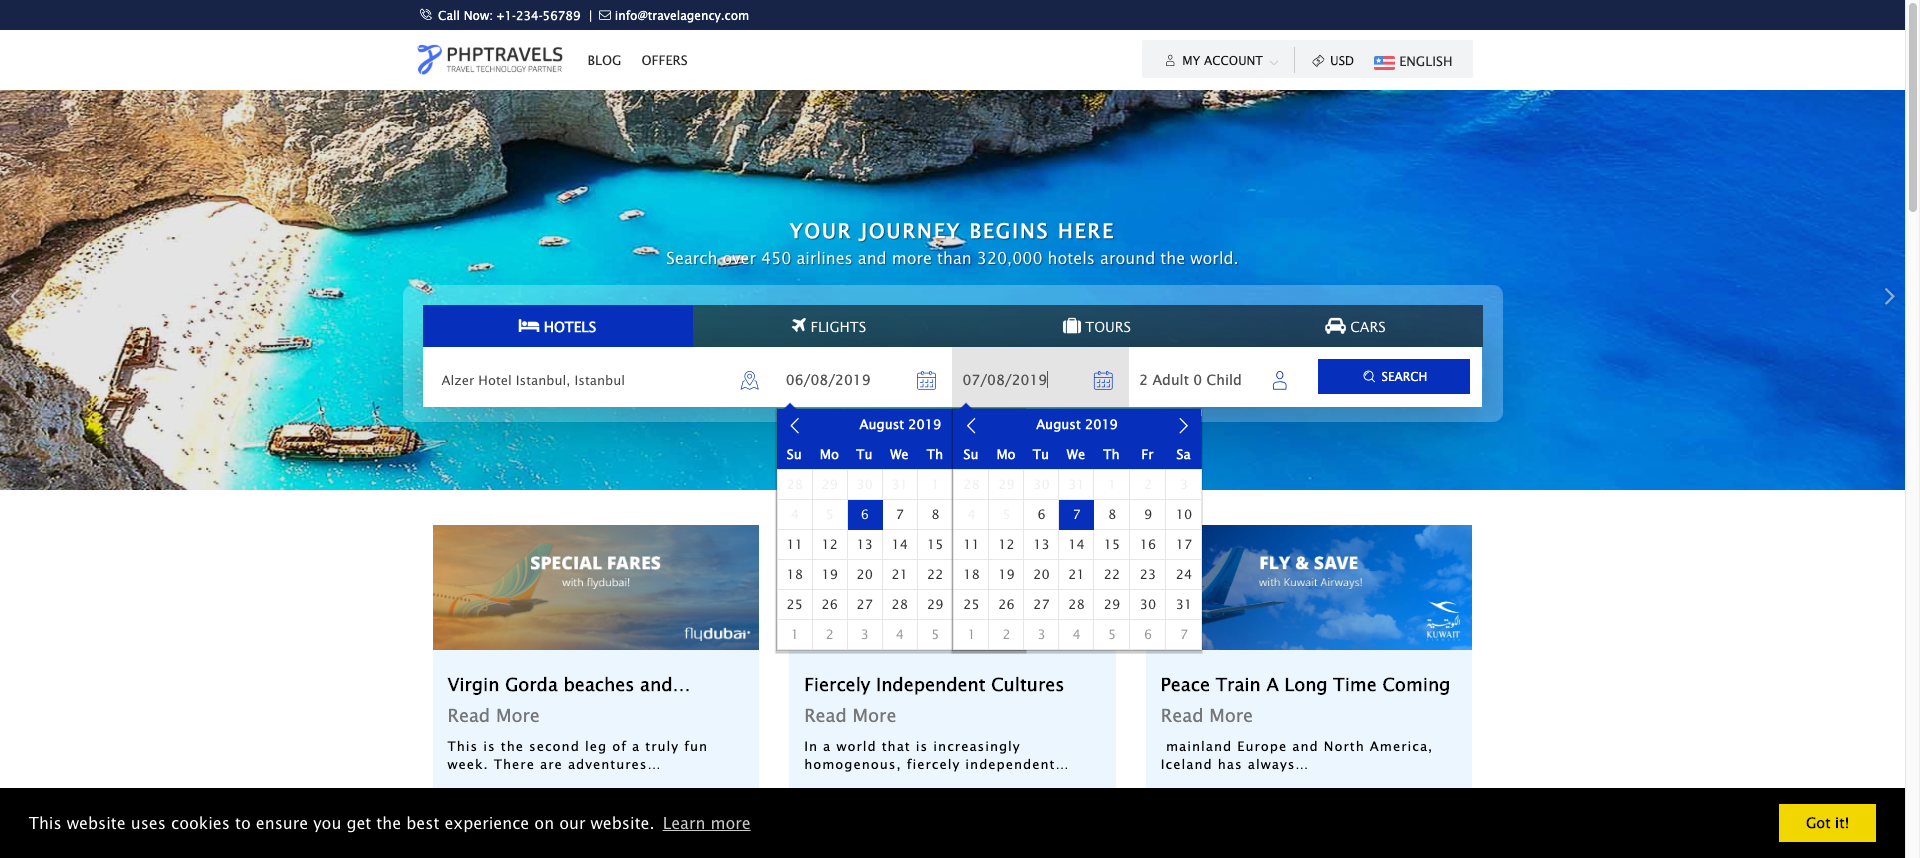 Call Now: +1-234-56789 | info@travelagency.com
PHPTRAVELS
TRAVEL TECHNOLOGY PARTNER
BLOG OFFERS
MY ACCOUNT USD ENGLISH
YOUR JOURNEY BEGINS HERE
Search over 450 airlines and more than 320,000 hotels around the world.
HOTELS FLIGHTS TOURS CARS
Alzer Hotel Istanbul, Istanbul 06/08/2019 07/08/2019 2 Adult 0 Child SEARCH
August 2019
Su Mo Tu We Th
28 29 30 31 1
4 5 6 7 8
11 12 13 14 15
18 19 20 21 22
25 26 27 28 29
1 2 3 4 5
August 2019
Su Mo Tu We Th Fr Sa
28 29 30 31 1 2 3
4 5 6 7 8 9 10
11 12 13 14 15 16 17
18 19 20 21 22 23 24
25 26 27 28 29 30 31
1 2 3 4 5 6 7
SPECIAL FARES
with flydubai!
flydubai
Virgin Gorda beaches and...
Read More
This is the second leg of a truly fun
week. There are adventures...
Fiercely Independent Cultures
Read More
In a world that is increasingly
homogenous, fiercely independent...
FLY & SAVE
with Kuwait Airways!
KUWAIT
Peace Train A Long Time Coming
Read More
mainland Europe and North America,
Iceland has always...
This website uses cookies to ensure you get the best experience on our website. Learn more
Got it!